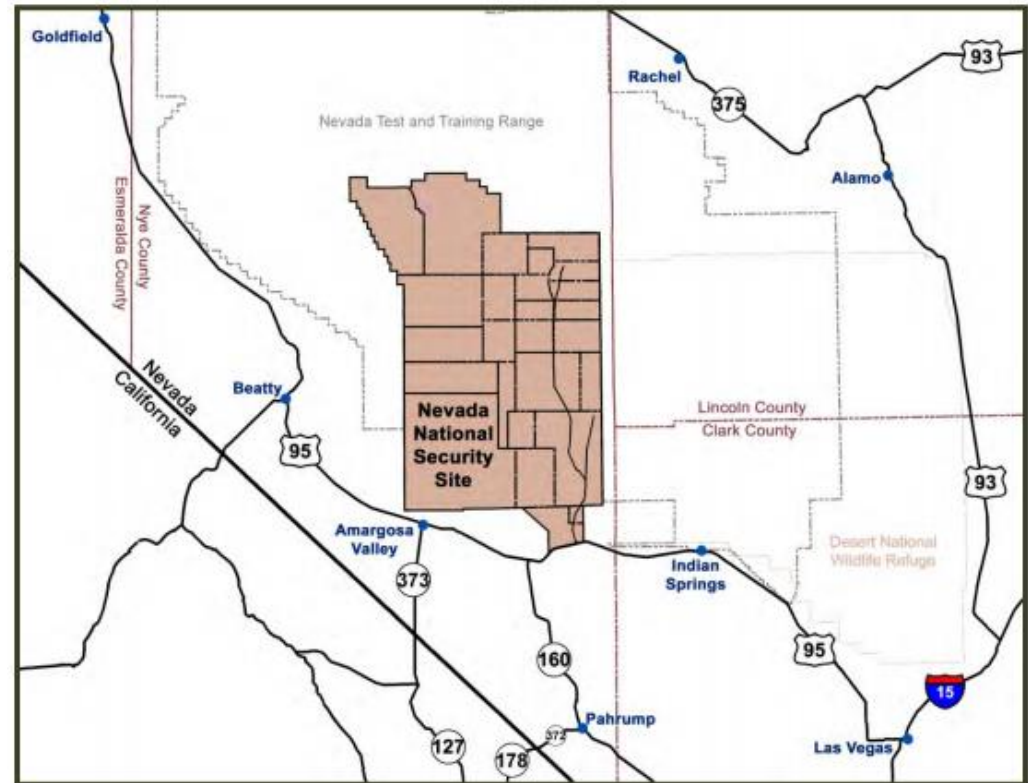 Goldfield
93
Rachel
375
Nevada Test and Training Range
Alamo
Nye County
Esmeralda County
Nevada
California
Beatty
Nevada
National
Security
Site
Lincoln County
Clark County
95
93
Amargosa
Valley
373
Indian
Springs
Desert National
Wildlife Refuge
160
95
15
Pahrump
372
127
178
Las Vegas